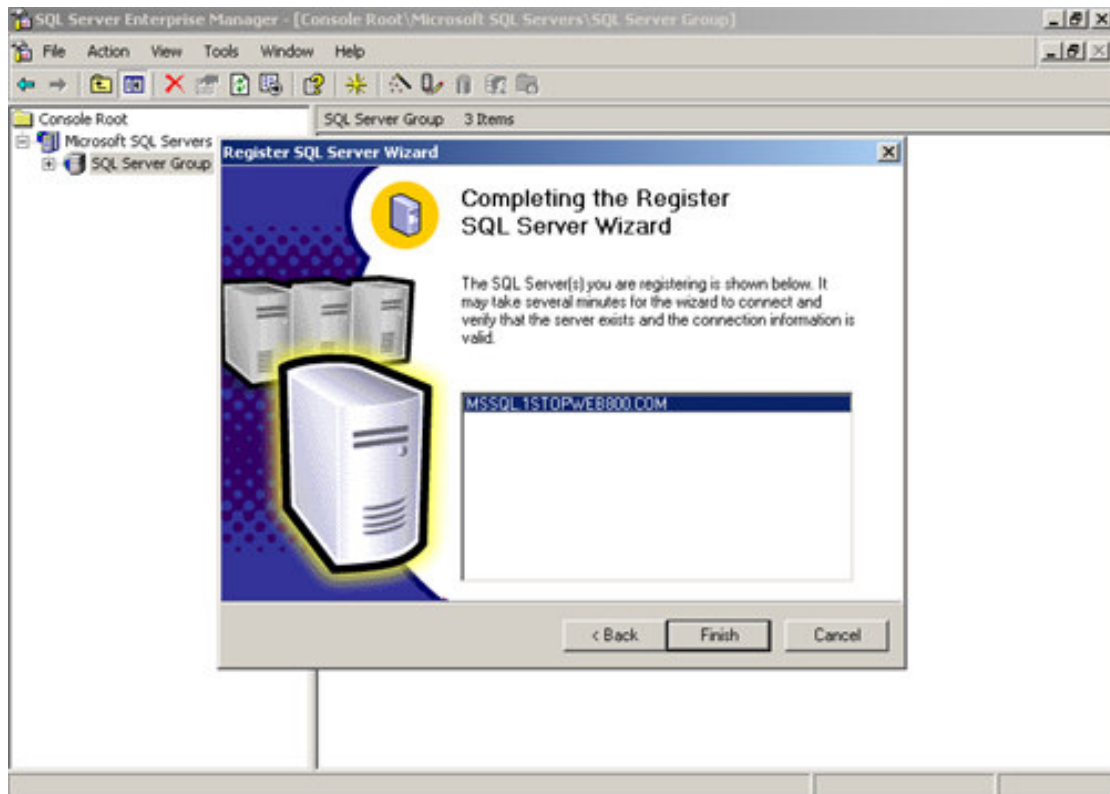 SQL Server Enterprise Manager - [Console Root\Microsoft SQL Servers\SQL Server Group]
File Action View Tools Window Help
Console Root
Microsoft SQL Servers
SQL Server Group
SQL Server Group 3 Items
Register SQL Server Wizard
Completing the Register
SQL Server Wizard
The SQL Server(s) you are registering is shown below. It
may take several minutes for the wizard to connect and
verify that the server exists and the connection information is
valid.
MSSQL.1STOPWEB800.COM
< Back Finish Cancel